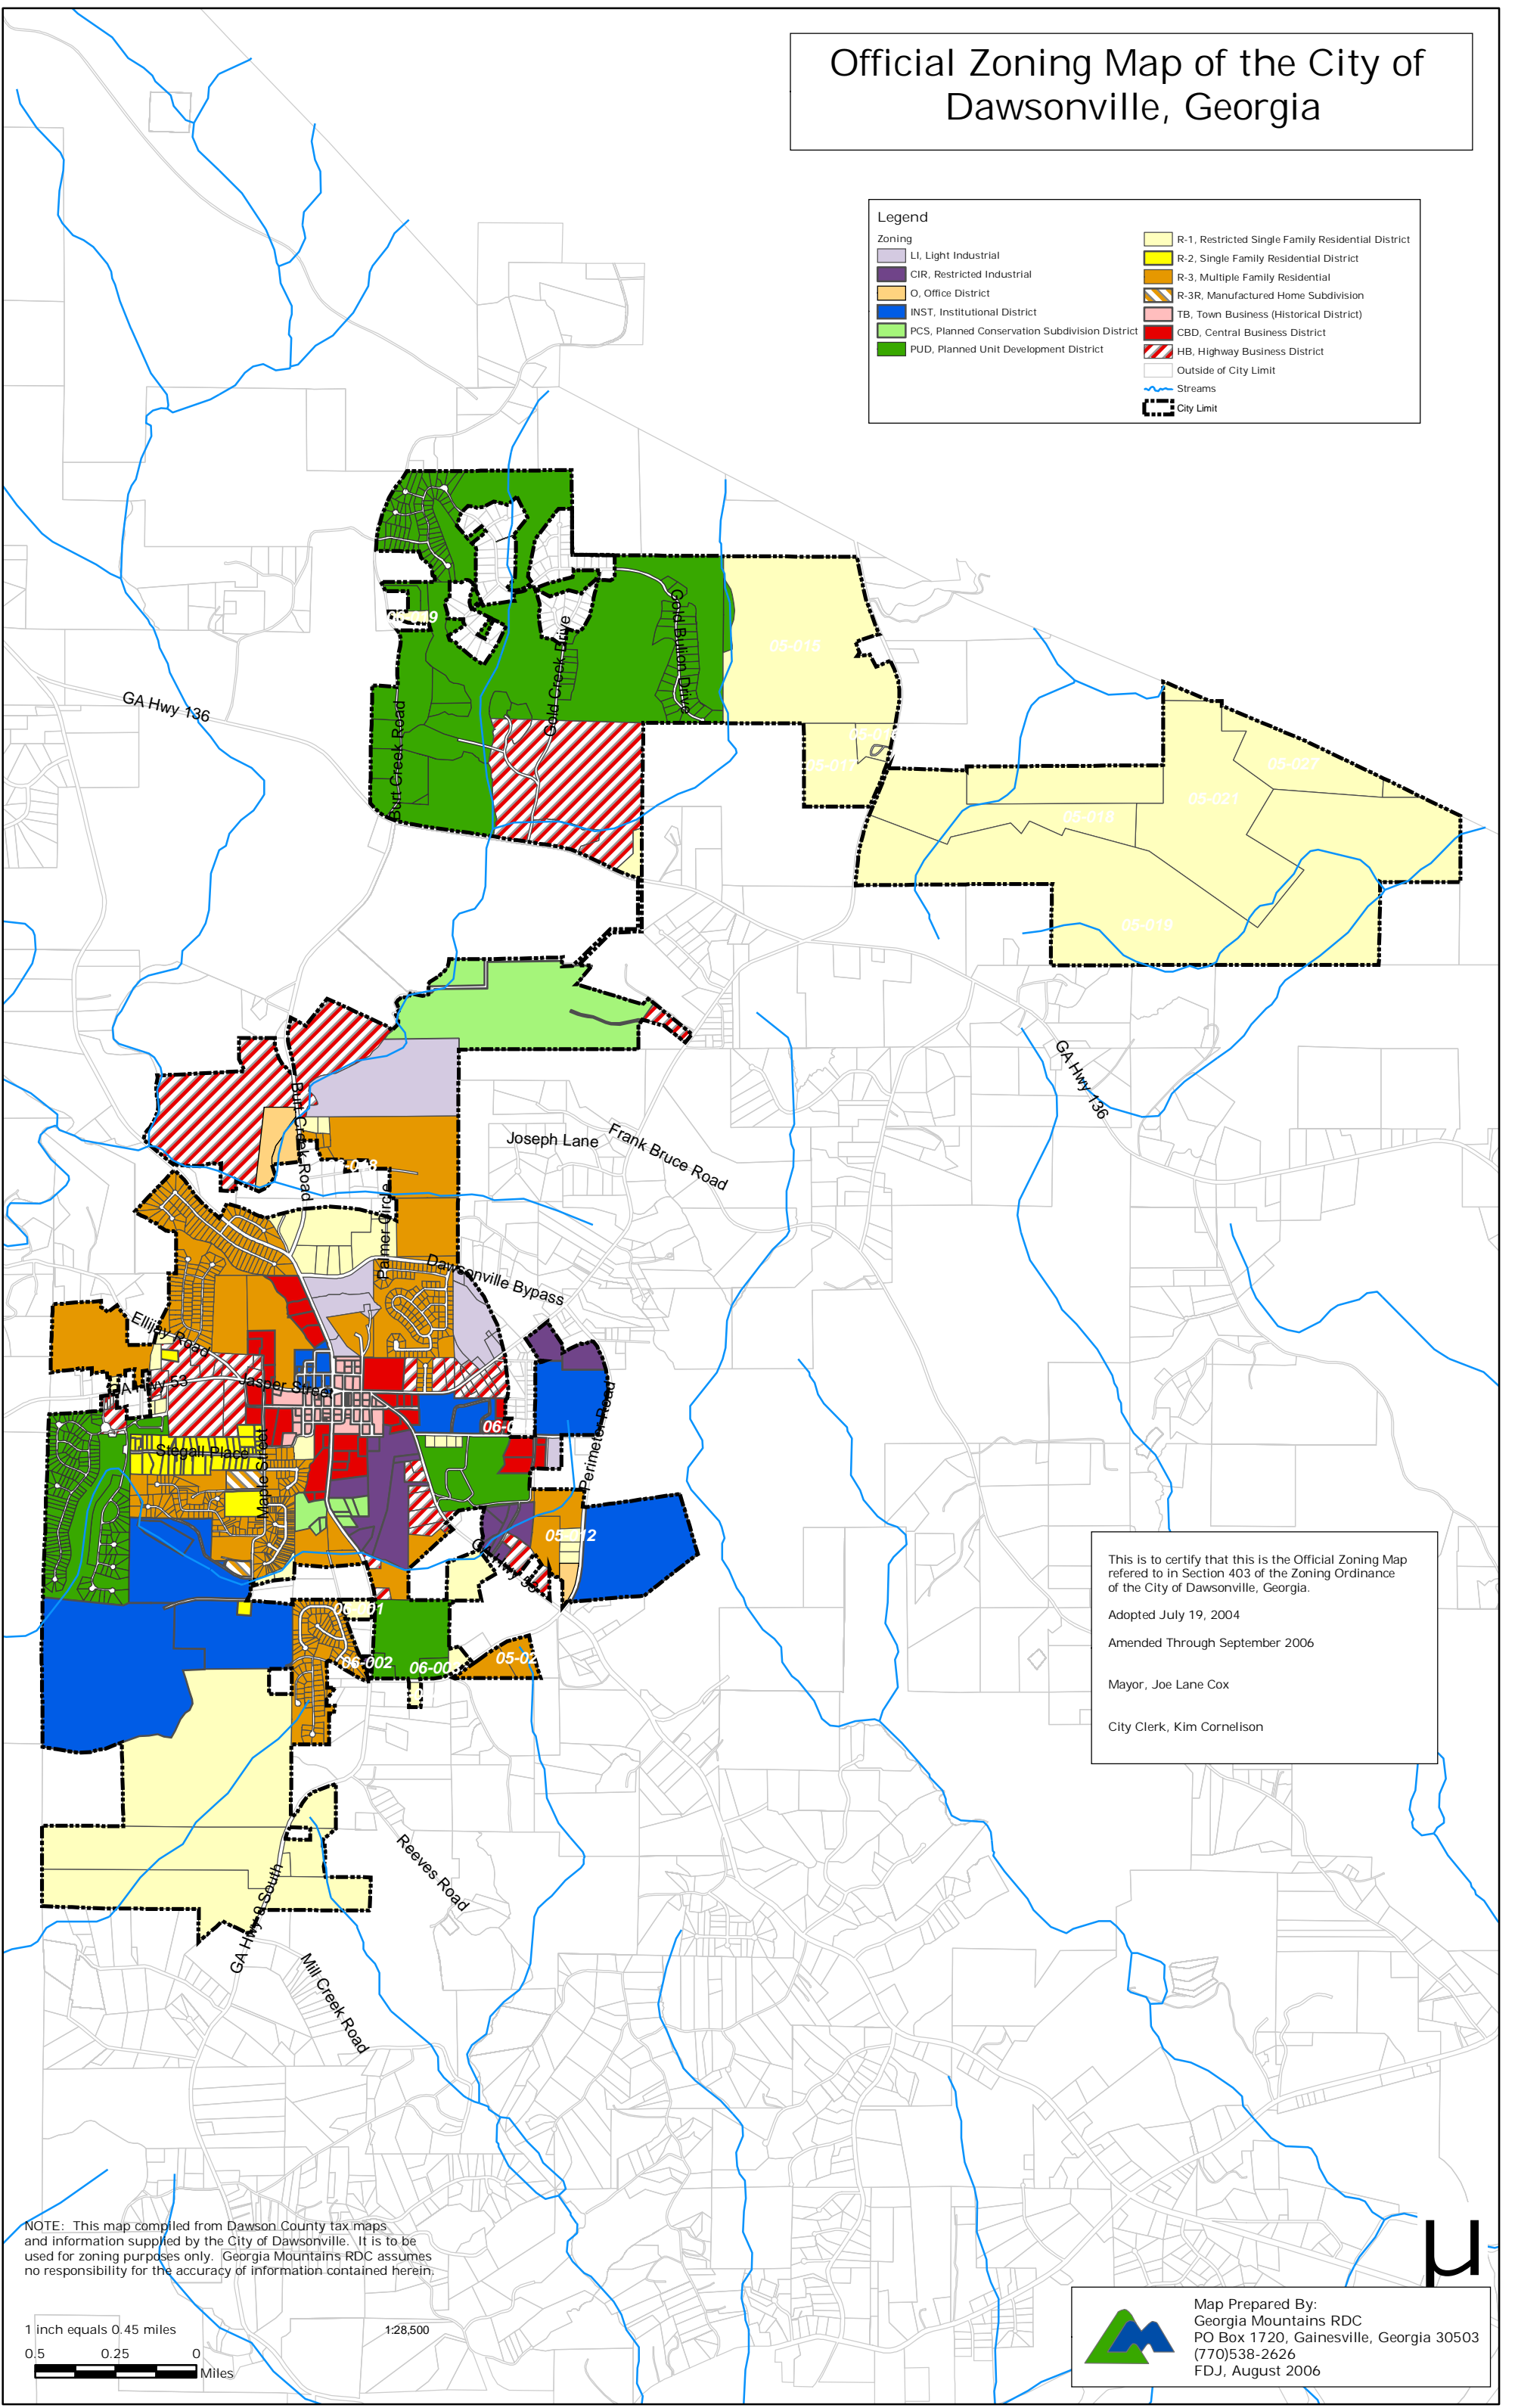 Official Zoning Map of the City of
Dawsonville, Georgia
Legend
Zoning
LI, Light Industrial
CIR, Restricted Industrial
O, Office District
INST, Institutional District
PCS, Planned Conservation Subdivision District
PUD, Planned Unit Development District
R-1, Restricted Single Family Residential District
R-2, Single Family Residential District
R-3, Multiple Family Residential
R-3R, Manufactured Home Subdivision
TB, Town Business (Historical District)
CBD, Central Business District
HB, Highway Business District
Outside of City Limit
Streams
City Limit
Gold Creek Drive
Gold Bullion Drive
05-015
GA Hwy 136
Burt Creek Road
05-017
05-027
05-021
05-018
05-019
GA Hwy 136
Burt Creek Road
Joseph Lane
Frank Bruce Road
Palmer Circle
Dawsonville Bypass
Ellijay Road
GA Hwy 53
Jasper Street
Perimeter Road
Stegall Place
Maple Street
05-012
GA Hwy 53
06-002
Reeves Road
GA Hwy 9 South
Mill Creek Road
This is to certify that this is the Official Zoning Map
refered to in Section 403 of the Zoning Ordinance
of the City of Dawsonville, Georgia.
Adopted July 19, 2004
Amended Through September 2006
Mayor, Joe Lane Cox
City Clerk, Kim Cornelison
NOTE: This map compiled from Dawson County tax maps
and information supplied by the City of Dawsonville. It is to be
used for zoning purposes only. Georgia Mountains RDC assumes
no responsibility for the accuracy of information contained herein.
1 inch equals 0.45 miles
1:28,500
0.5 0.25 0
Miles
µ
Map Prepared By:
Georgia Mountains RDC
PO Box 1720, Gainesville, Georgia 30503
(770)538-2626
FDJ, August 2006